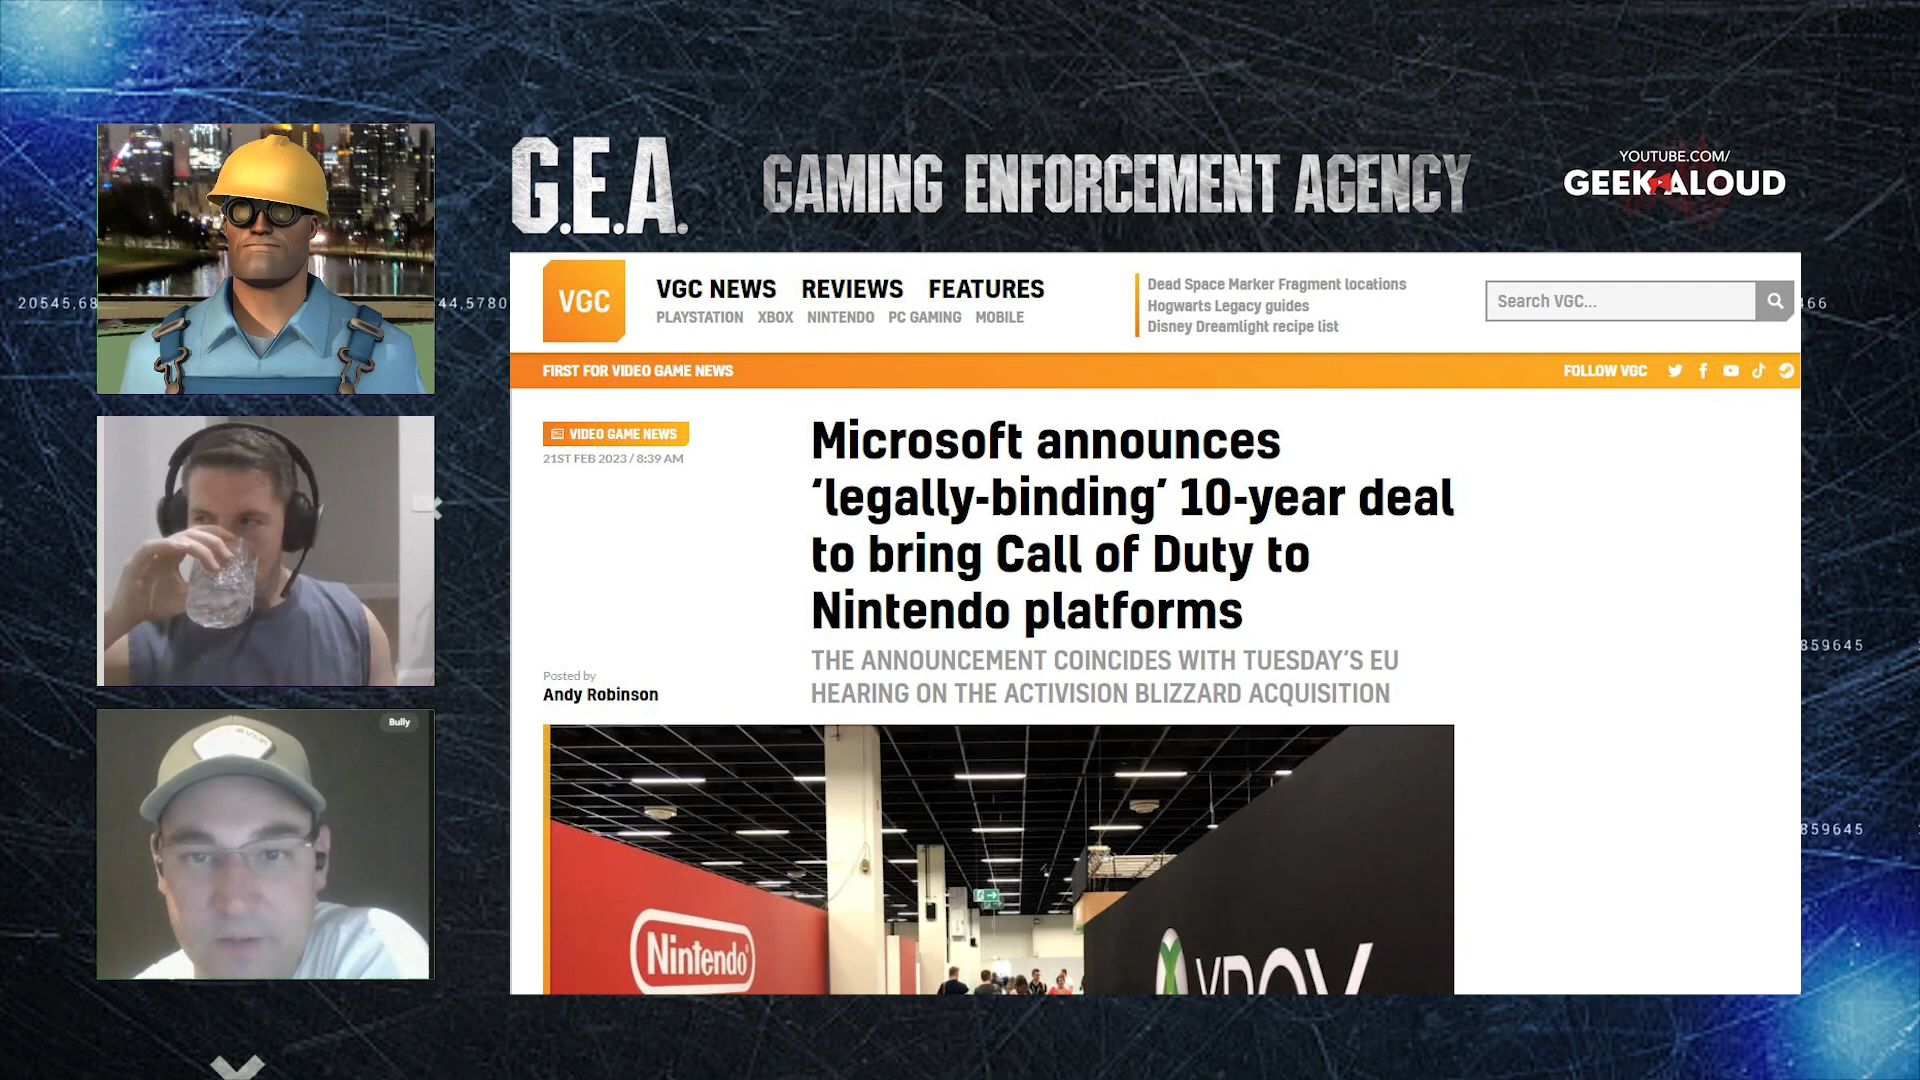 G.E.A.
GAMING ENFORCEMENT AGENCY
YOUTUBE.COM/
GEEK ALOUD
20545,68
44,5780
466
VGC
VGC NEWS REVIEWS FEATURES
PLAYSTATION XBOX NINTENDO PC GAMING MOBILE
Dead Space Marker Fragment locations
Hogwarts Legacy guides
Disney Dreamlight recipe list
Search VGC...
FIRST FOR VIDEO GAME NEWS
FOLLOW VGC
VIDEO GAME NEWS
21ST FEB 2023 / 8:39 AM
Microsoft announces
‘legally-binding’ 10-year deal
to bring Call of Duty to
Nintendo platforms
THE ANNOUNCEMENT COINCIDES WITH TUESDAY’S EU
HEARING ON THE ACTIVISION BLIZZARD ACQUISITION
Posted by
Andy Robinson
859645
Bully
859645
Nintendo
XBOX